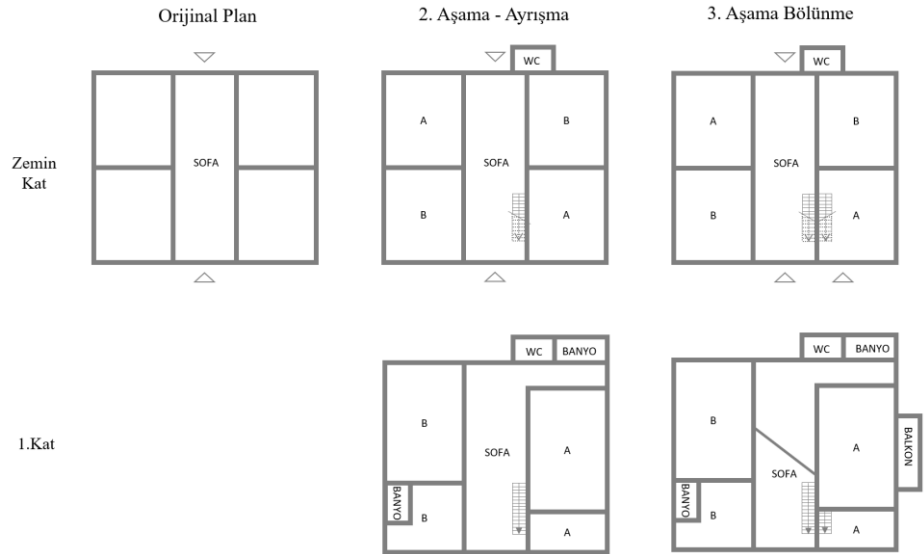 Orijinal Plan
2. Aşama - Ayrışma
3. Aşama Bölünme
Zemin
Kat
SOFA
WC
A
B
SOFA
B
A
WC
A
B
SOFA
B
A
1.Kat
WC
BANYO
B
SOFA
A
BANYO
B
A
WC
BANYO
B
A
BALKON
SOFA
BANYO
B
A